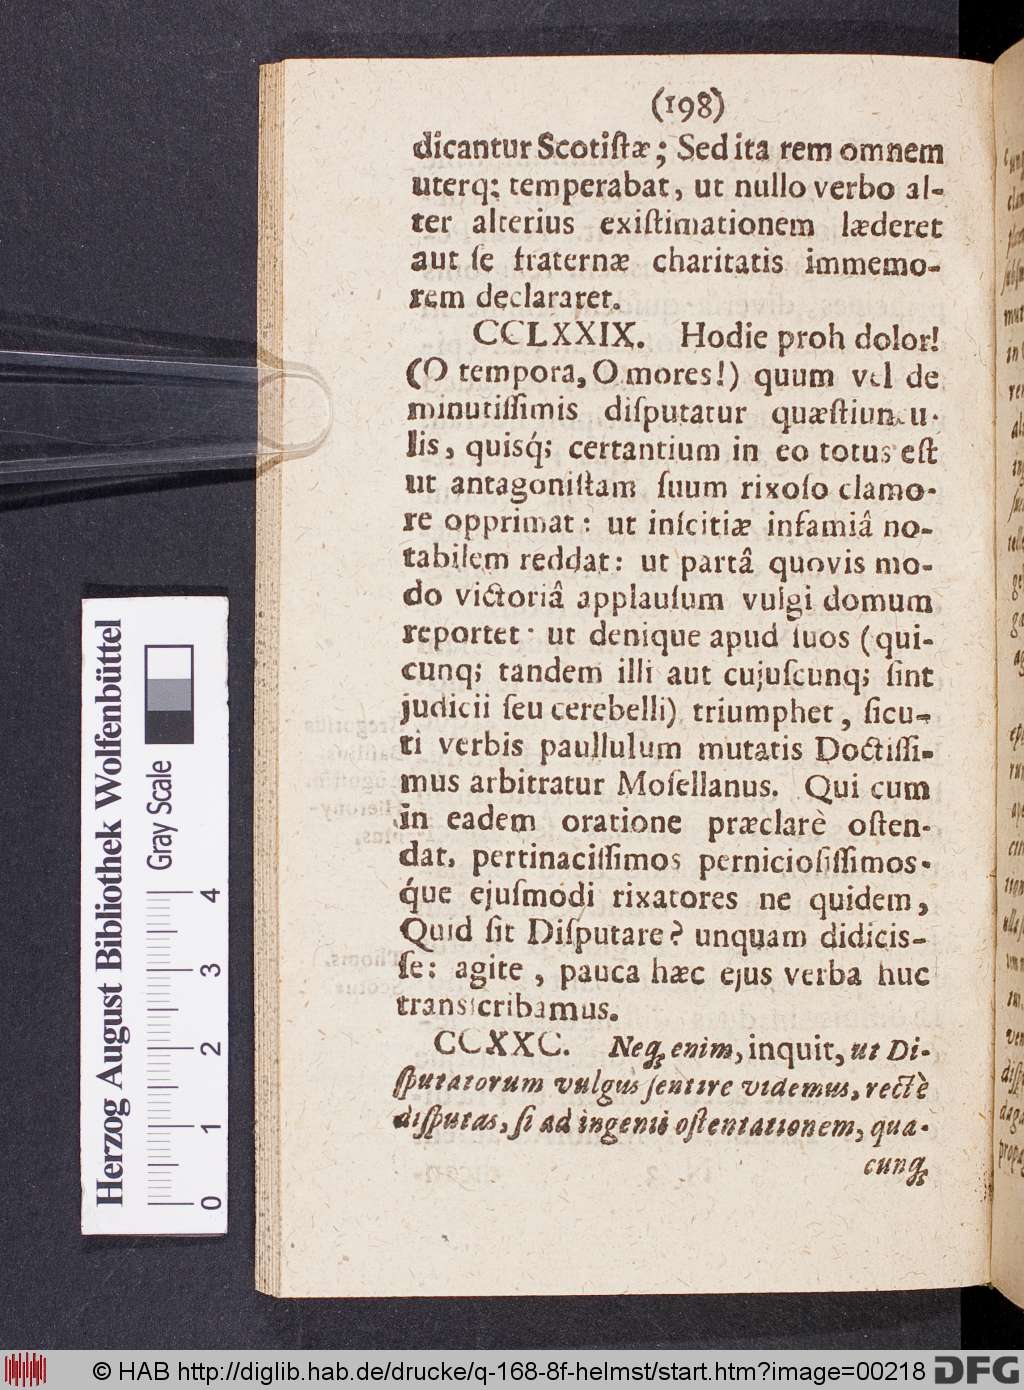 (198)
dicantur Scotiſtæ; Sed ita rem omnem
uterq; temperabat, ut nullo verbo al-
ter alterius exiſtimationem læderet
aut ſe fraternæ charitatis immemo-
rem declararet.
CCLXXIX. Hodie proh dolor!
(O tempora, O mores!) quum vel de
minutiſſimis diſputatur quæſtiuncu-
lis, quisq́; certantium in eo totus eſt
ut antagoniſtam ſuum rixoſo clamo-
re opprimat: ut inſcitiæ infamiâ no-
tabilem reddat: ut partâ quovis mo-
do victoriâ applauſum vulgi domum
reportet: ut denique apud ſuos (qui-
cunq; tandem illi aut cujuſcunq; ſint
judicii ſeu cerebelli) triumphet, ſicu-
ti verbis paullulum mutatis Doctiſſi-
mus arbitratur Moſellanus. Qui cum
in eadem oratione præclarè oſten-
dat, pertinaciſſimos pernicioſiſſimos-
q́ue ejuſmodi rixatores ne quidem,
Quid ſit Diſputare? unquam didicis-
ſe: agite, pauca hæc ejus verba huc
tranſcribamus.
CCXXC. Neq; enim, inquit, ut Di-
ſputatorum vulgus ſentire videmus, rectè
diſputas, ſi ad ingenii oſtentationem, qua-
cunq;
Herzog August Bibliothek Wolfenbüttel
Gray Scale
0 1 2 3 4
© HAB http://diglib.hab.de/drucke/q-168-8f-helmst/start.htm?image=00218
DFG